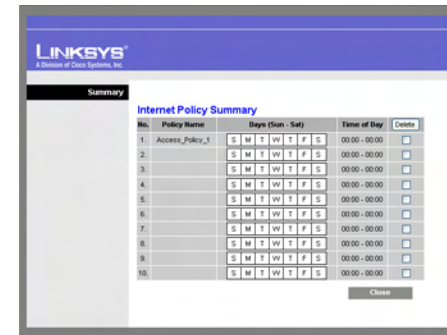 LINKSYS®
A Division of Cisco Systems, Inc.
Summary
Internet Policy Summary
No. Policy Name Days (Sun - Sat) Time of Day Delete
1. Access_Policy_1 S M T W T F S 00:00 - 00:00
2. S M T W T F S 00:00 - 00:00
3. S M T W T F S 00:00 - 00:00
4. S M T W T F S 00:00 - 00:00
5. S M T W T F S 00:00 - 00:00
6. S M T W T F S 00:00 - 00:00
7. S M T W T F S 00:00 - 00:00
8. S M T W T F S 00:00 - 00:00
9. S M T W T F S 00:00 - 00:00
10. S M T W T F S 00:00 - 00:00
Close